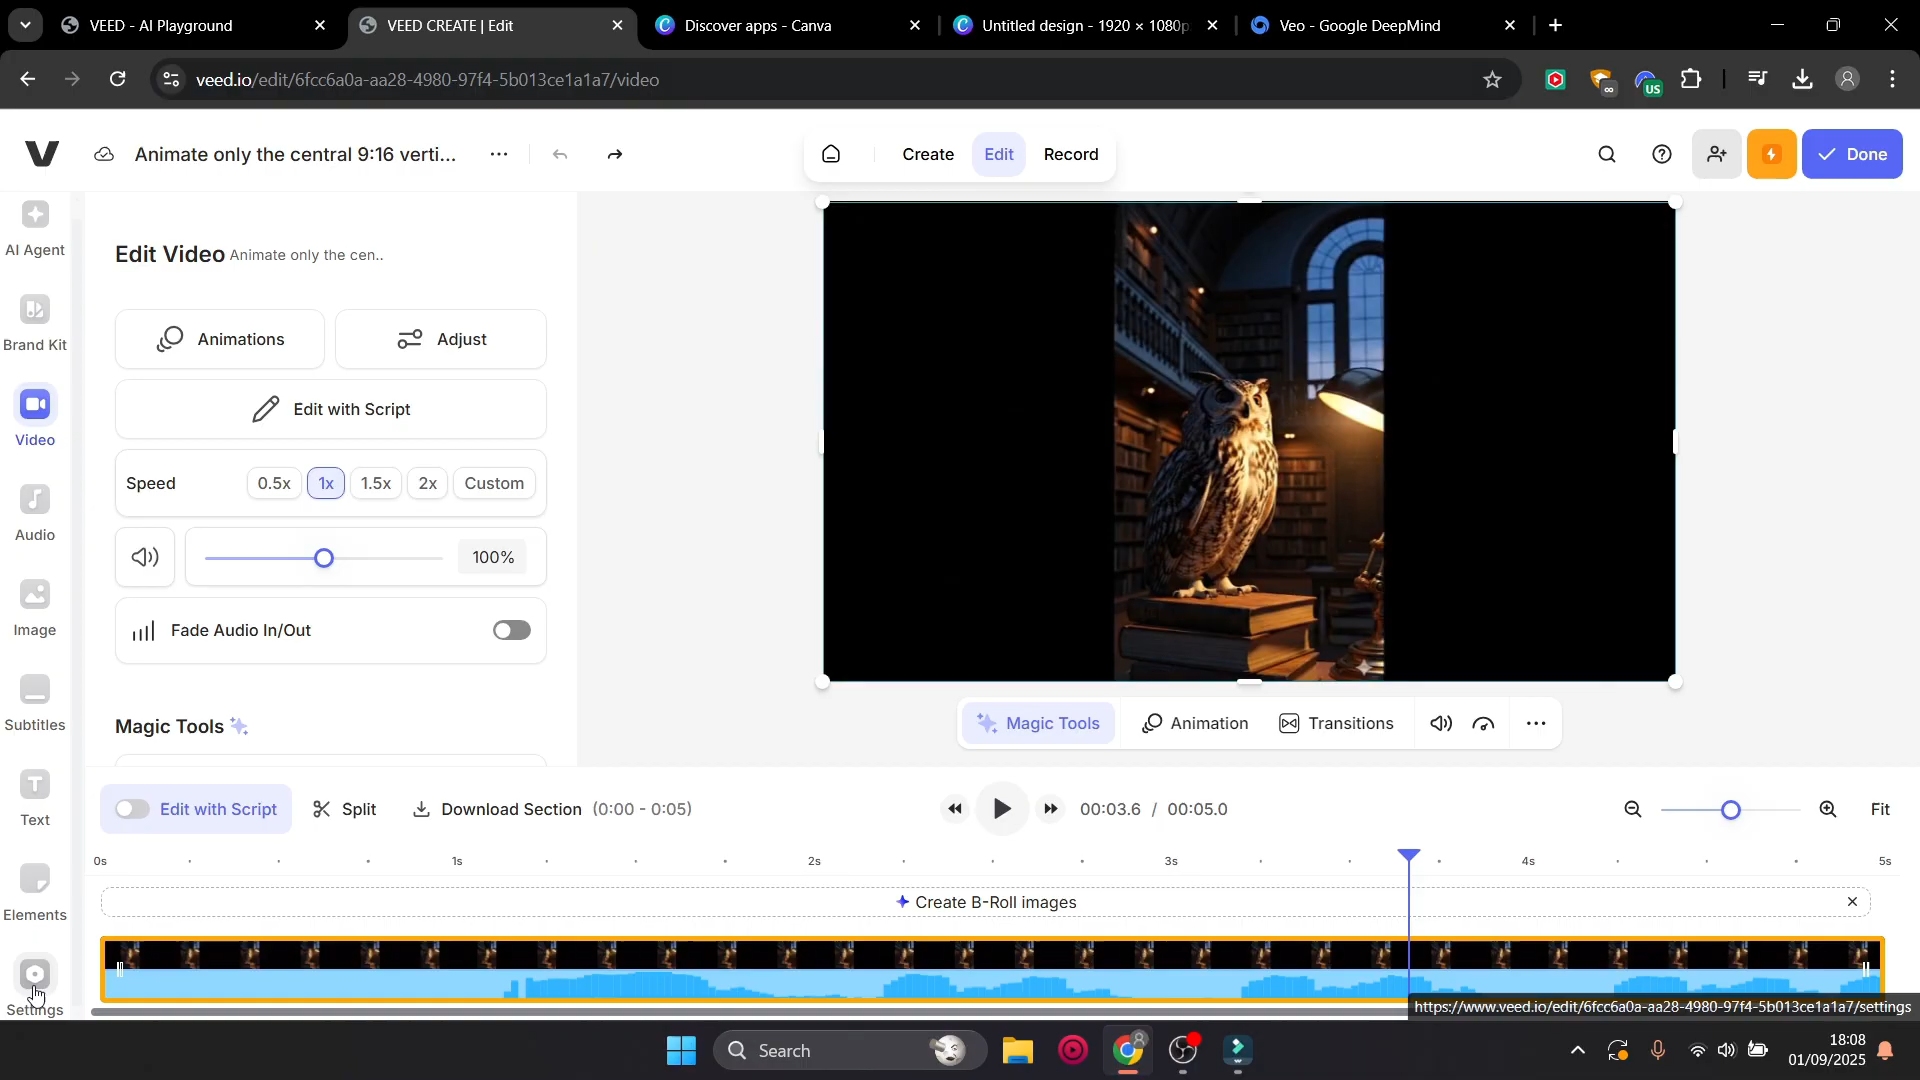 VEED - AI Playground
VEED CREATE | Edit
Discover apps - Canva
Untitled design - 1920 × 1080p
Veo - Google DeepMind
veed.io/edit/6fcc6a0a-aa28-4980-97f4-5b013ce1a1a7/video
US
Animate only the central 9:16 verti...
Create
Edit
Record
Done
AI Agent
Brand Kit
Video
Audio
Image
Subtitles
Text
Elements
Settings
Edit Video Animate only the cen..
Animations
Adjust
Edit with Script
Speed
0.5x
1x
1.5x
2x
Custom
100%
Fade Audio In/Out
Magic Tools
Magic Tools
Animation
Transitions
Edit with Script
Split
Download Section (0:00 - 0:05)
00:03.6 / 00:05.0
Fit
0s
1s
2s
3s
4s
5s
Create B-Roll images
https://www.veed.io/edit/6fcc6a0a-aa28-4980-97f4-5b013ce1a1a7/settings
Search
18:08
01/09/2025